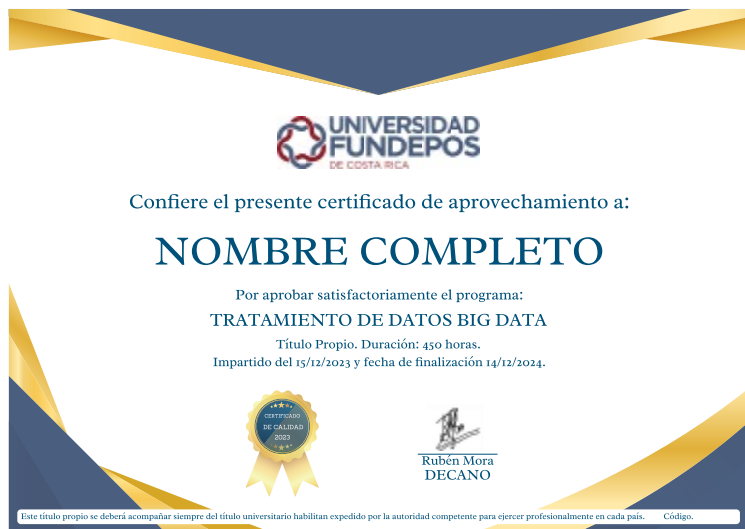 UNIVERSIDAD
FUNDEPOS
DE COSTA RICA
Confiere el presente certificado de aprovechamiento a:
NOMBRE COMPLETO
Por aprobar satisfactoriamente el programa:
TRATAMIENTO DE DATOS BIG DATA
Título Propio. Duración: 450 horas.
Impartido del 15/12/2023 y fecha de finalización 14/12/2024.
CERTIFICADO
DE CALIDAD
2023
Rubén Mora
DECANO
Este título propio se deberá acompañar siempre del título universitario habilitan expedido por la autoridad competente para ejercer profesionalmente en cada país. Código.